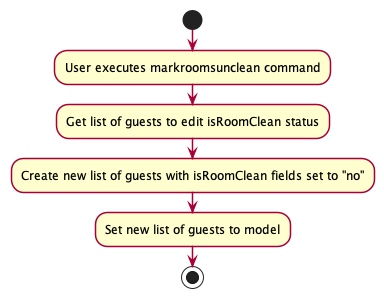 User executes markroomsunclean command
Get list of guests to edit isRoomClean status
Create new list of guests with isRoomClean fields set to "no"
Set new list of guests to model